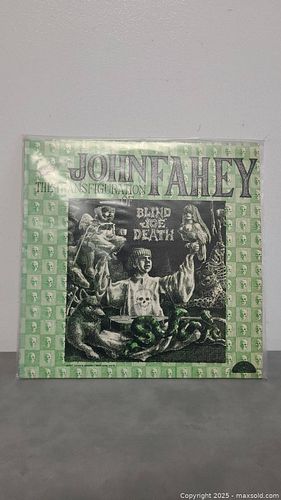 JOHN FAHEY
THE TRANSFIGURATION
OF
BLIND
JOE
DEATH
Copyright © 2025 - maxsold.com